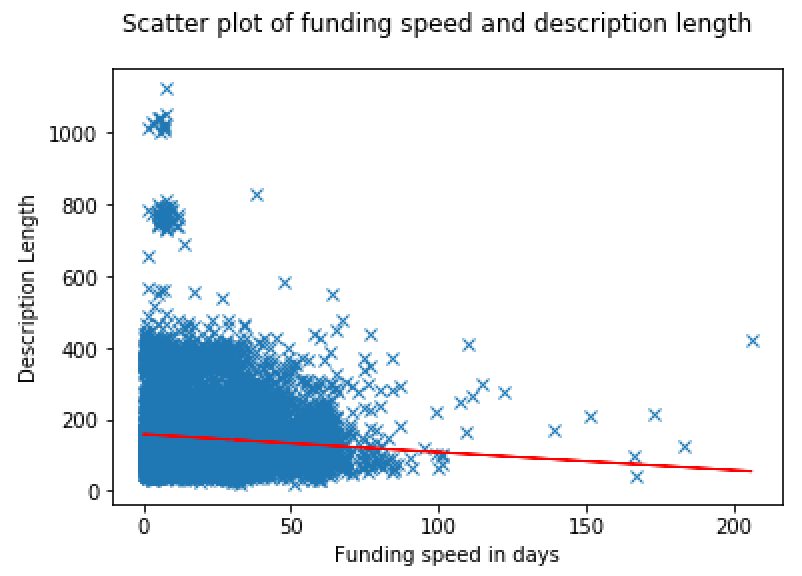 Scatter plot of funding speed and description length
1000
800
600
400
200
0
Description Length
0 50 100 150 200
Funding speed in days